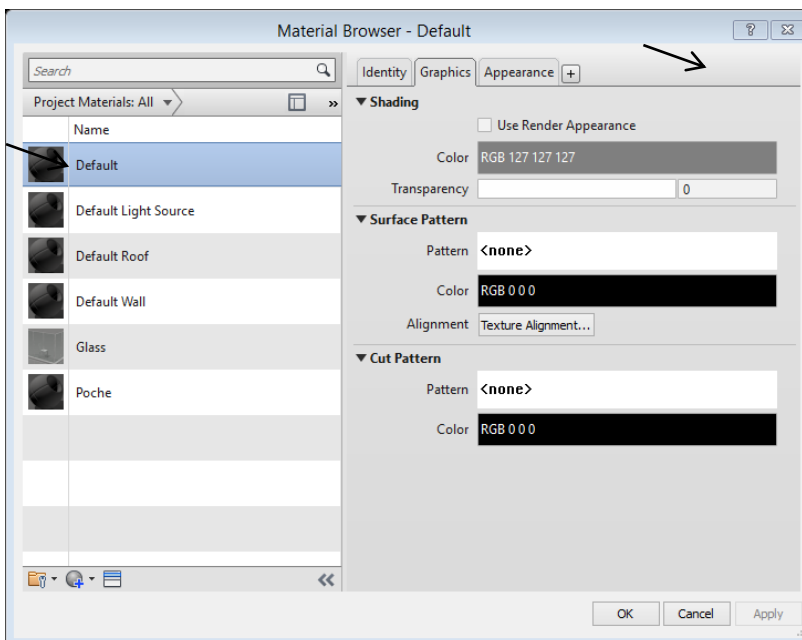 Material Browser - Default
?
Search
Project Materials: All
»
Name
Default
Default Light Source
Default Roof
Default Wall
Glass
Poche
Identity Graphics Appearance +
Shading
Use Render Appearance
Color RGB 127 127 127
Transparency 0
Surface Pattern
Pattern <none>
Color RGB 0 0 0
Alignment Texture Alignment...
Cut Pattern
Pattern <none>
Color RGB 0 0 0
OK Cancel Apply